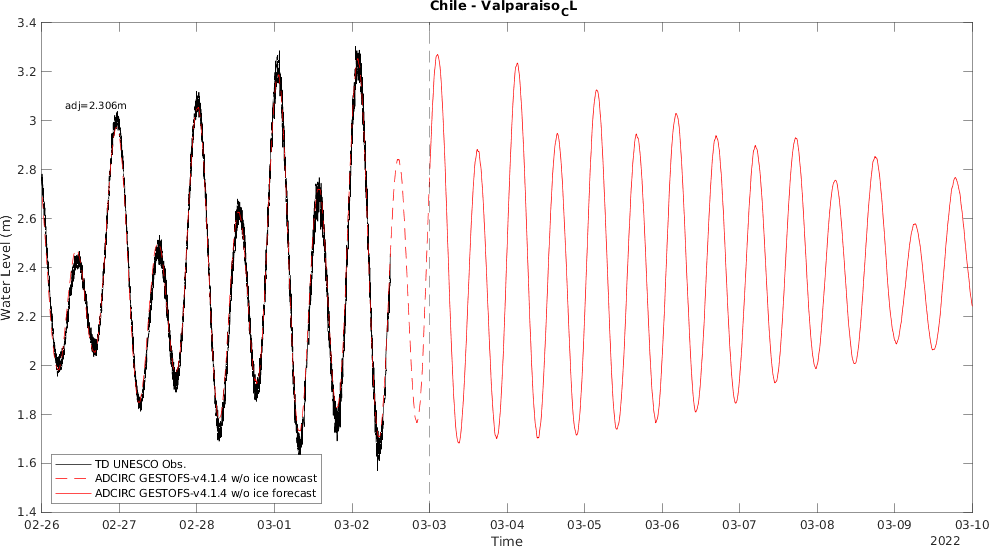 Chile - Valparaiso_CL
3.4
3.2
3
2.8
2.6
2.4
2.2
2
1.8
1.6
1.4
Water Level (m)
adj=2.306m
TD UNESCO Obs.
ADCIRC GESTOFS-v4.1.4 w/o ice nowcast
ADCIRC GESTOFS-v4.1.4 w/o ice forecast
02-26 02-27 02-28 03-01 03-02 03-03 03-04 03-05 03-06 03-07 03-08 03-09 03-10
Time
2022